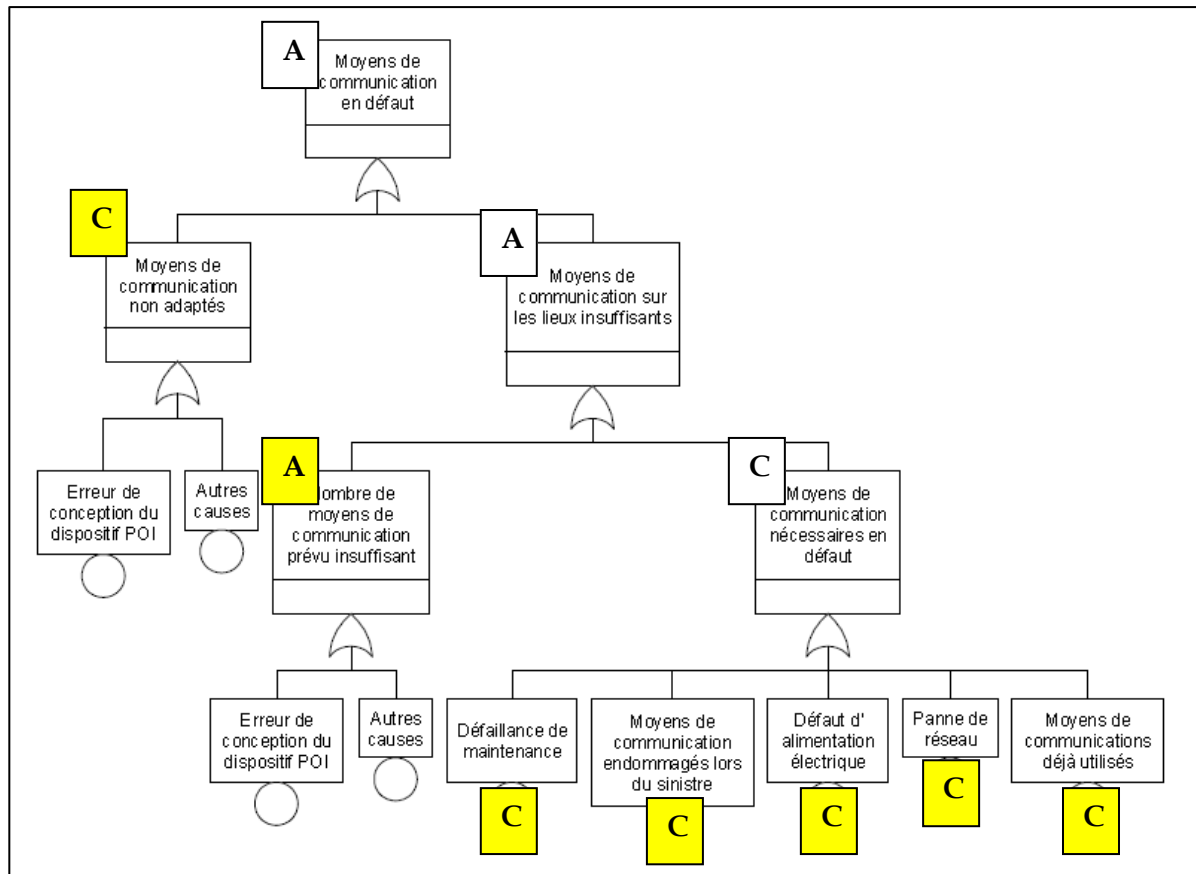 A
Moyens de
communication
en défaut
C
Moyens de
communication
non adaptés
A
Moyens de
communication sur
les lieux insuffisants
Erreur de
conception du
dispositif POI
Autres
causes
A
Nombre de
moyens de
communication
prévu insuffisant
C
Moyens de
communication
nécessaires en
défaut
Erreur de
conception du
dispositif POI
Autres
causes
Défaillance de
maintenance
C
Moyens de
communication
endommagés lors
du sinistre
C
Défaut d'
alimentation
électrique
C
Panne de
réseau
C
Moyens de
communications
déjà utilisés
C